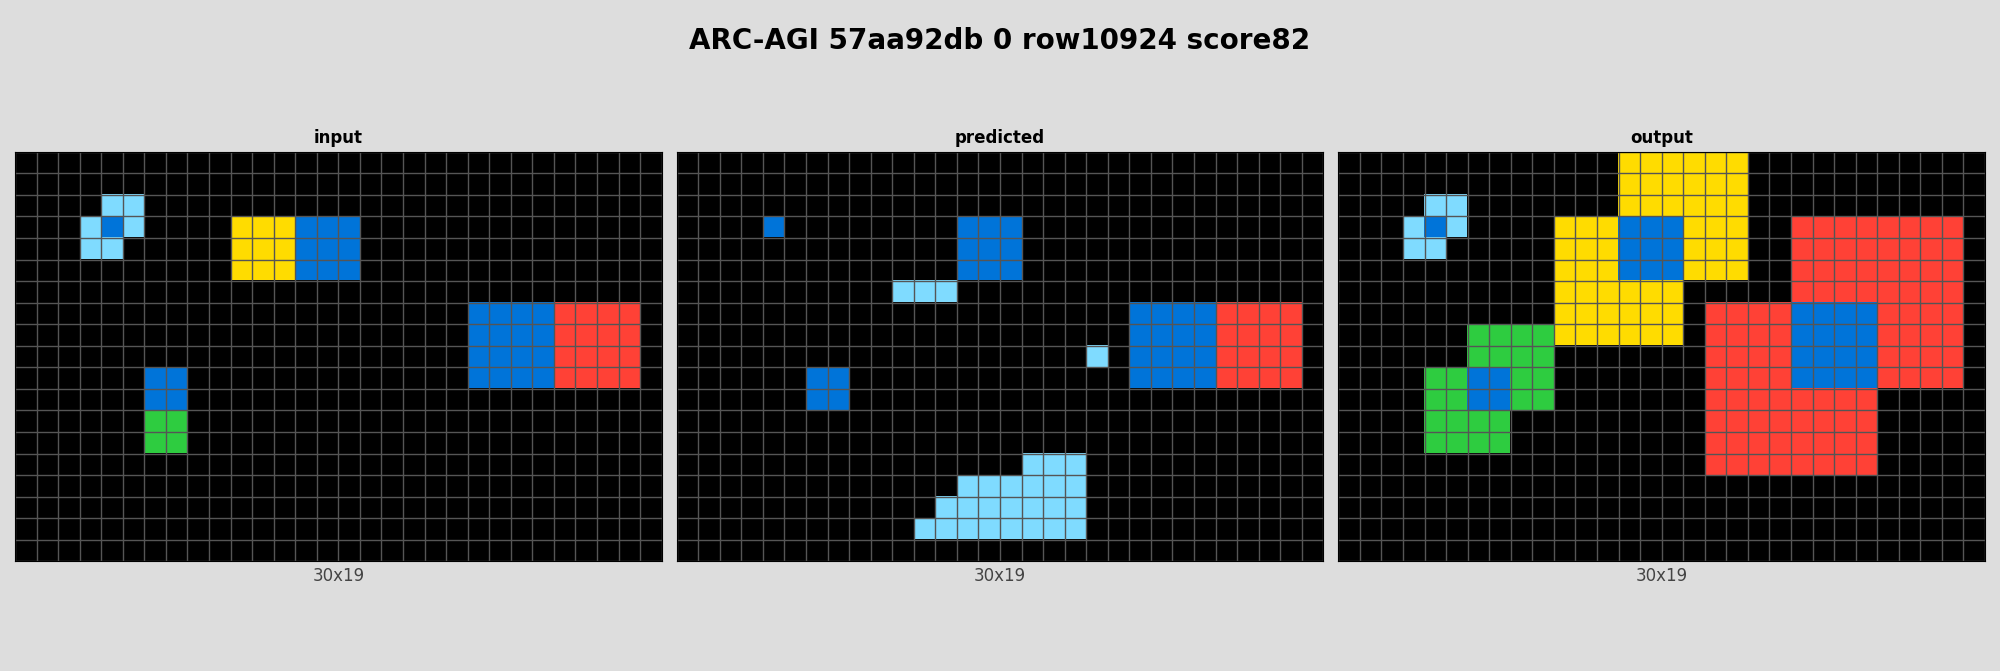 ARC-AGI 57aa92db 0 row10924 score82
input
predicted
output
30x19
30x19
30x19